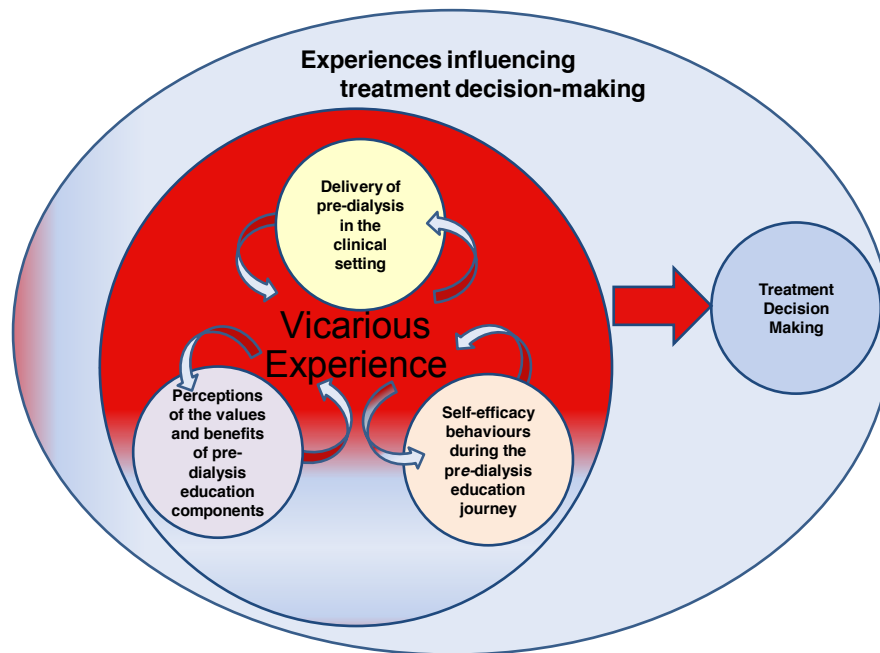 Experiences influencing
treatment decision-making
Delivery of
pre-dialysis
in the
clinical
setting
Vicarious
Experience
Treatment
Decision
Making
Perceptions
of the values
and benefits
of pre-
dialysis
education
components
Self-efficacy
behaviours
during the
pre-dialysis
education
journey